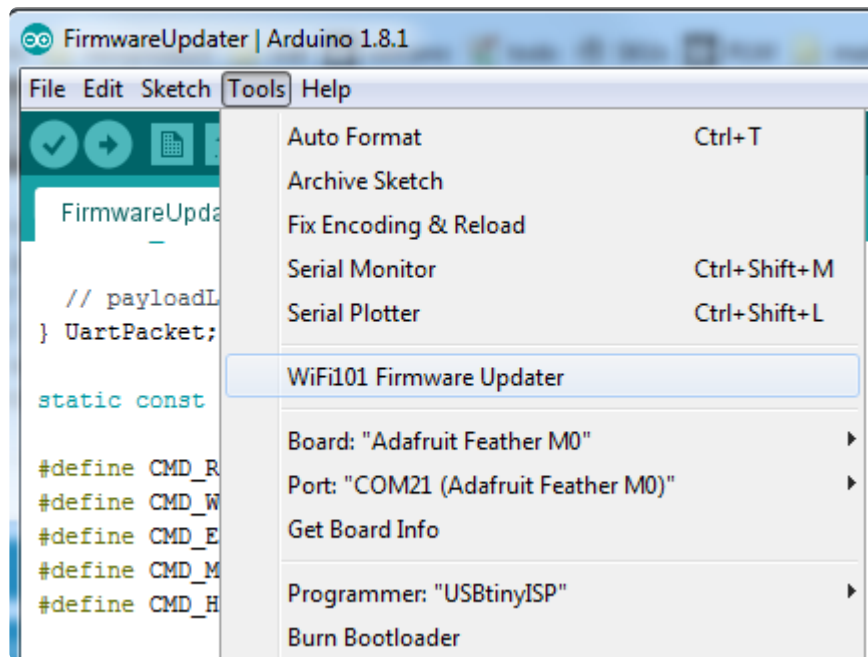 FirmwareUpdater | Arduino 1.8.1
File Edit Sketch Tools Help
Auto Format Ctrl+T
Archive Sketch
FirmwareUpda
Fix Encoding & Reload
Serial Monitor Ctrl+Shift+M
// payloadL
Serial Plotter Ctrl+Shift+L
} UartPacket;
WiFi101 Firmware Updater
static const
Board: "Adafruit Feather M0"
#define CMD_R
Port: "COM21 (Adafruit Feather M0)"
#define CMD_W
Get Board Info
#define CMD_E
#define CMD_M
Programmer: "USBtinyISP"
#define CMD_H
Burn Bootloader